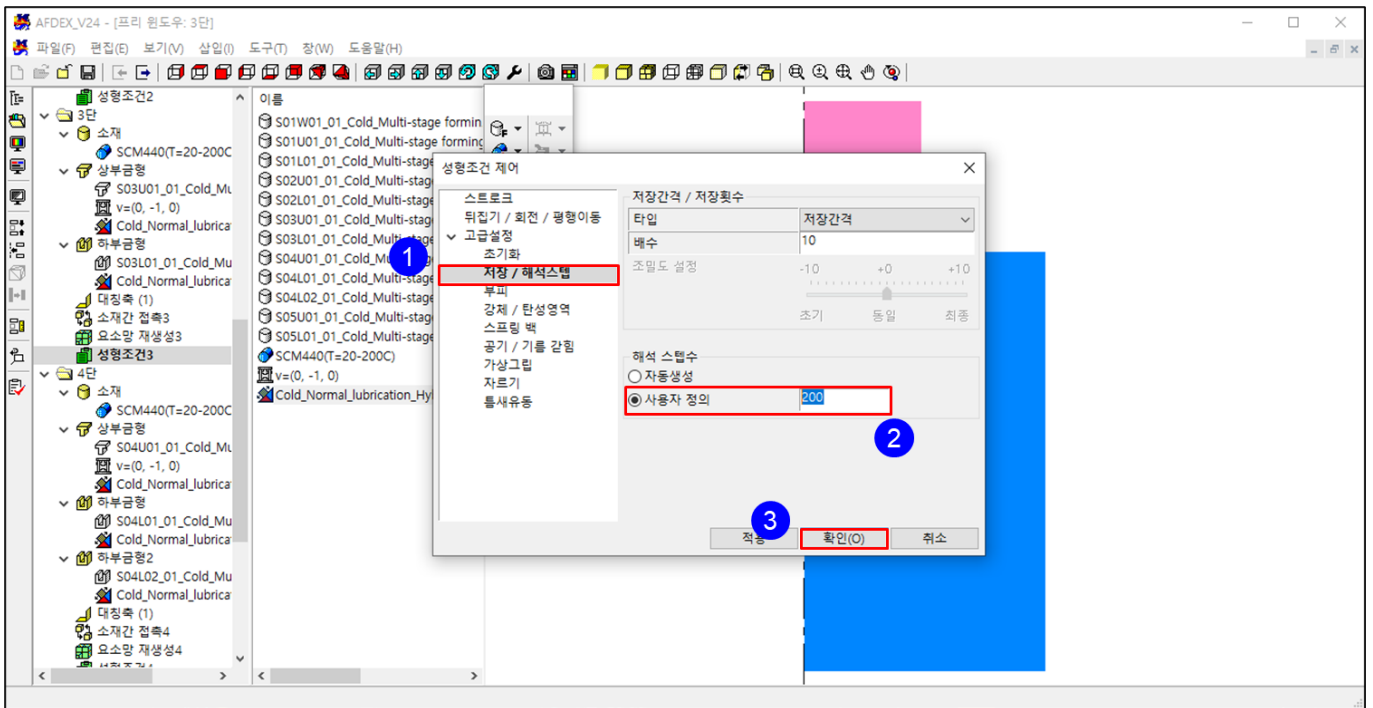 AFDEX_V24 - [프리 윈도우: 3단]
파일(F) 편집(E) 보기(V) 삽입(I) 도구(T) 창(W) 도움말(H)
성형조건2
3단
소재
SCM440(T=20-200C
상부금형
S03U01_01_Cold_Mu
v=(0, -1, 0)
Cold_Normal_lubrica
하부금형
S03L01_01_Cold_Mu
Cold_Normal_lubrica
대칭축 (1)
소재간 접촉3
요소망 재생성3
성형조건3
4단
소재
SCM440(T=20-200C
상부금형
S04U01_01_Cold_Mu
v=(0, -1, 0)
Cold_Normal_lubrica
하부금형
S04L01_01_Cold_Mu
Cold_Normal_lubrica
하부금형2
S04L02_01_Cold_Mu
Cold_Normal_lubrica
대칭축 (1)
소재간 접촉4
요소망 재생성4
성형조건4
이름
S01W01_01_Cold_Multi-stage formin
S01U01_01_Cold_Multi-stage forming
S01L01_01_Cold_Multi-stage
S02U01_01_Cold_Multi-stag
S02L01_01_Cold_Multi-stage
S03U01_01_Cold_Multi-stag
S03L01_01_Cold_Multi-stage
S04U01_01_Cold_Mu
S04L01_01_Cold_Multi-stage
S04L02_01_Cold_Multi-stage
S05U01_01_Cold_Multi-stag
S05L01_01_Cold_Multi-stage
SCM440(T=20-200C)
v=(0, -1, 0)
Cold_Normal_lubrication_Hy
성형조건 제어
스트로크
뒤집기 / 회전 / 평행이동
고급설정
초기화
저장 / 해석스텝
부피
강체 / 탄성영역
스프링 백
공기 / 기름 갇힘
가상그립
자르기
틈새유동
1
저장간격 / 저장횟수
타입 저장간격
배수 10
조밀도 설정 -10 +0 +10
초기 동일 최종
해석 스텝수
자동생성
사용자 정의 200
2
3
적용 확인(O) 취소